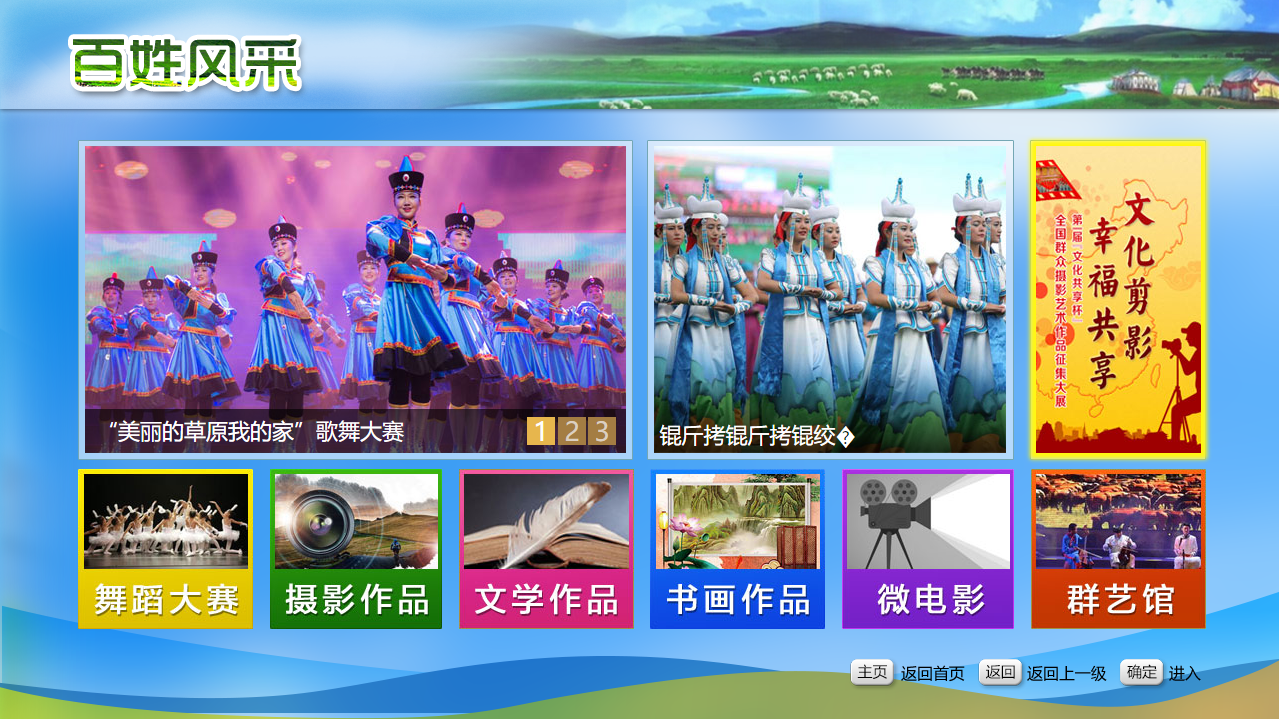 百姓风采
“美丽的草原我的家”歌舞大赛
1 2 3
锟斤拷锟斤拷锟绞�
文化剪影
幸福共享
第一届“文化共享杯”
全国群众摄影艺术作品征集大展
舞蹈大赛
摄影作品
文学作品
书画作品
微电影
群艺馆
主页 返回首页 返回 返回上一级 确定 进入